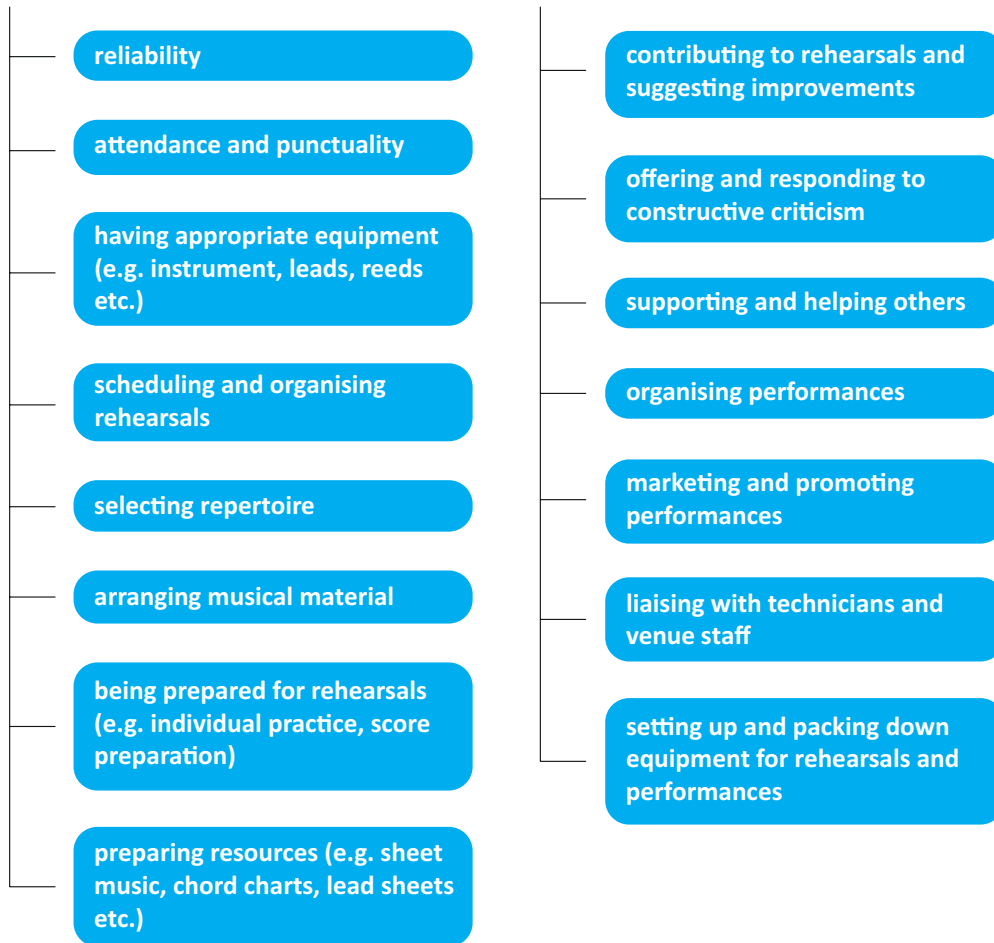 reliability
attendance and punctuality
having appropriate equipment
(e.g. instrument, leads, reeds
etc.)
scheduling and organising
rehearsals
selecting repertoire
arranging musical material
being prepared for rehearsals
(e.g. individual practice, score
preparation)
preparing resources (e.g. sheet
music, chord charts, lead sheets
etc.)
contributing to rehearsals and
suggesting improvements
offering and responding to
constructive criticism
supporting and helping others
organising performances
marketing and promoting
performances
liaising with technicians and
venue staff
setting up and packing down
equipment for rehearsals and
performances